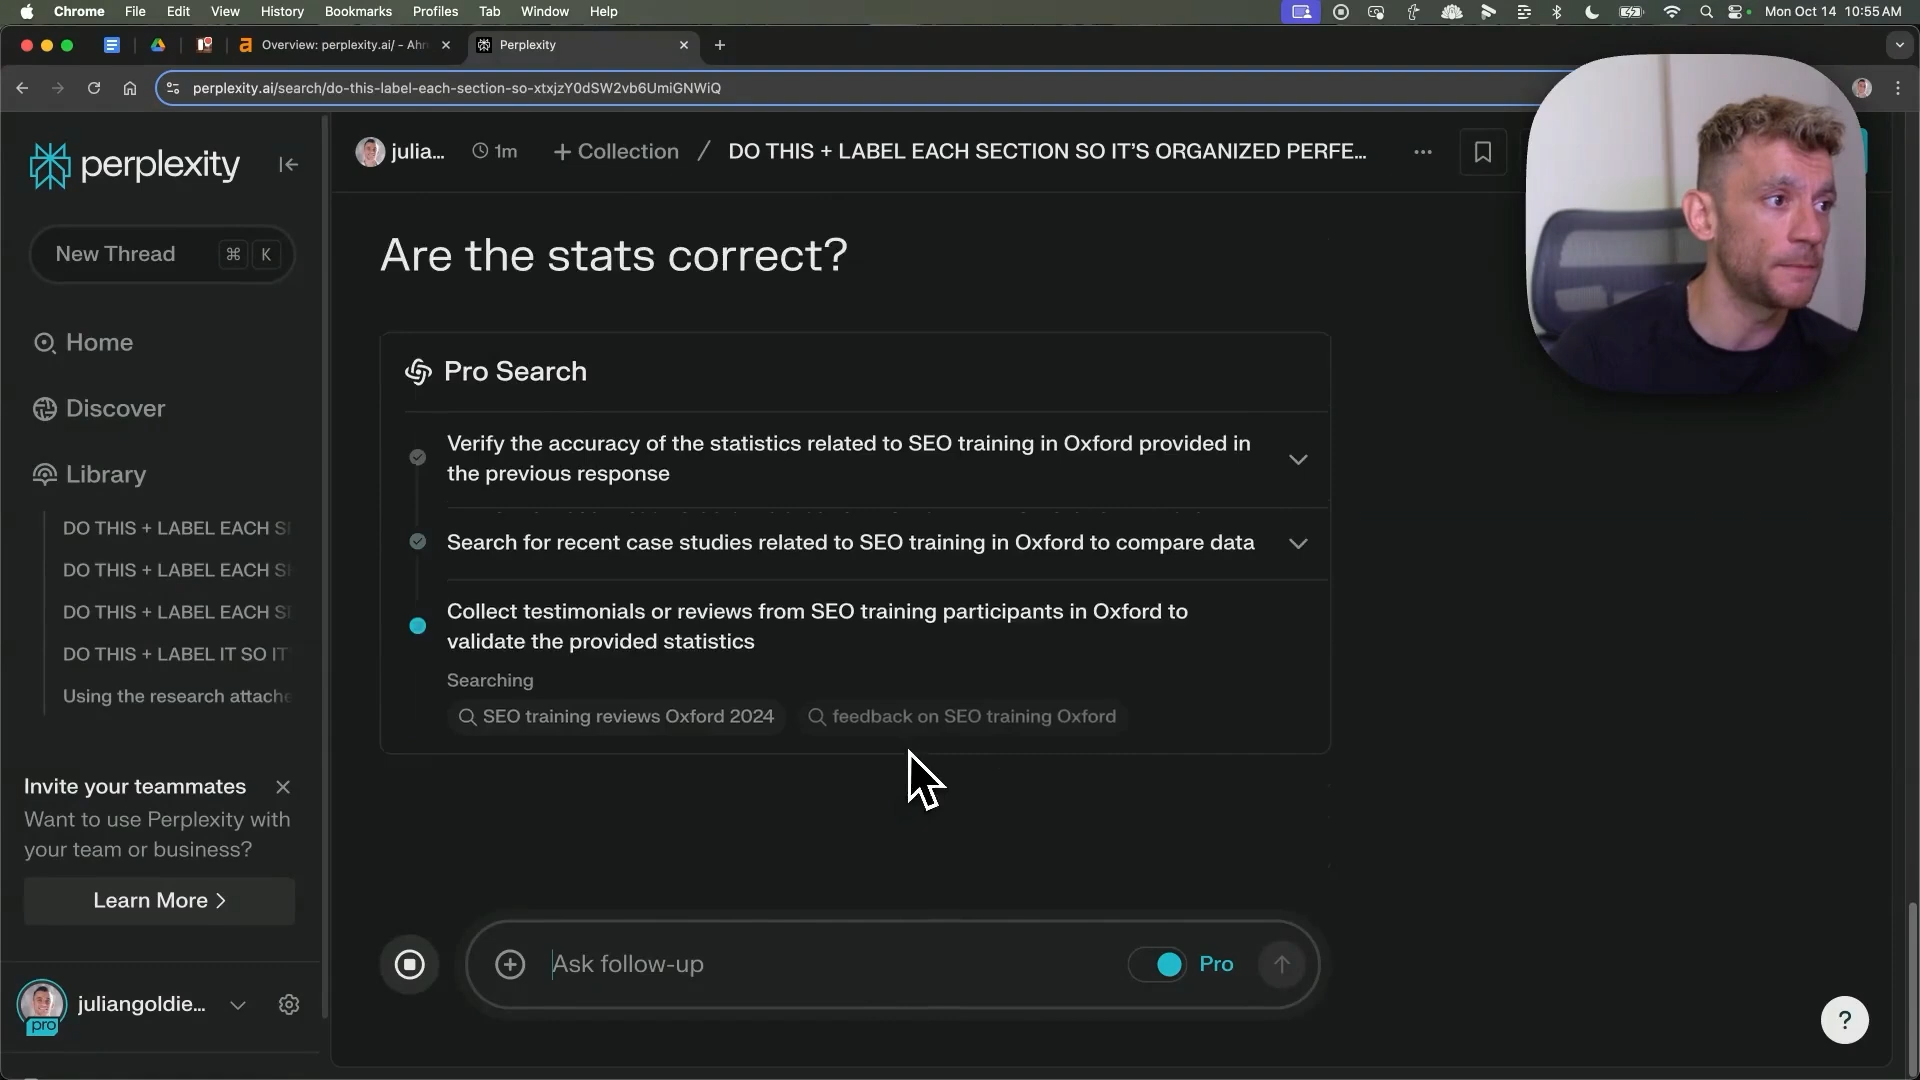 Chrome File Edit View History Bookmarks Profiles Tab Window Help
Mon Oct 14 10:55 AM
Overview: perplexity.ai/ - Ahr
Perplexity
perplexity.ai/search/do-this-label-each-section-so-xtxjzY0dSW2vb6UmiGNWiQ
perplexity
New Thread ⌘ K
Home
Discover
Library
DO THIS + LABEL EACH SE
DO THIS + LABEL EACH SE
DO THIS + LABEL EACH SE
DO THIS + LABEL IT SO IT'
Using the research attache
Invite your teammates
Want to use Perplexity with
your team or business?
Learn More
juliangoldie...
pro
julia... 1m + Collection / DO THIS + LABEL EACH SECTION SO IT'S ORGANIZED PERFE...
Are the stats correct?
Pro Search
Verify the accuracy of the statistics related to SEO training in Oxford provided in
the previous response
Search for recent case studies related to SEO training in Oxford to compare data
Collect testimonials or reviews from SEO training participants in Oxford to
validate the provided statistics
Searching
SEO training reviews Oxford 2024
feedback on SEO training Oxford
Ask follow-up
Pro
?